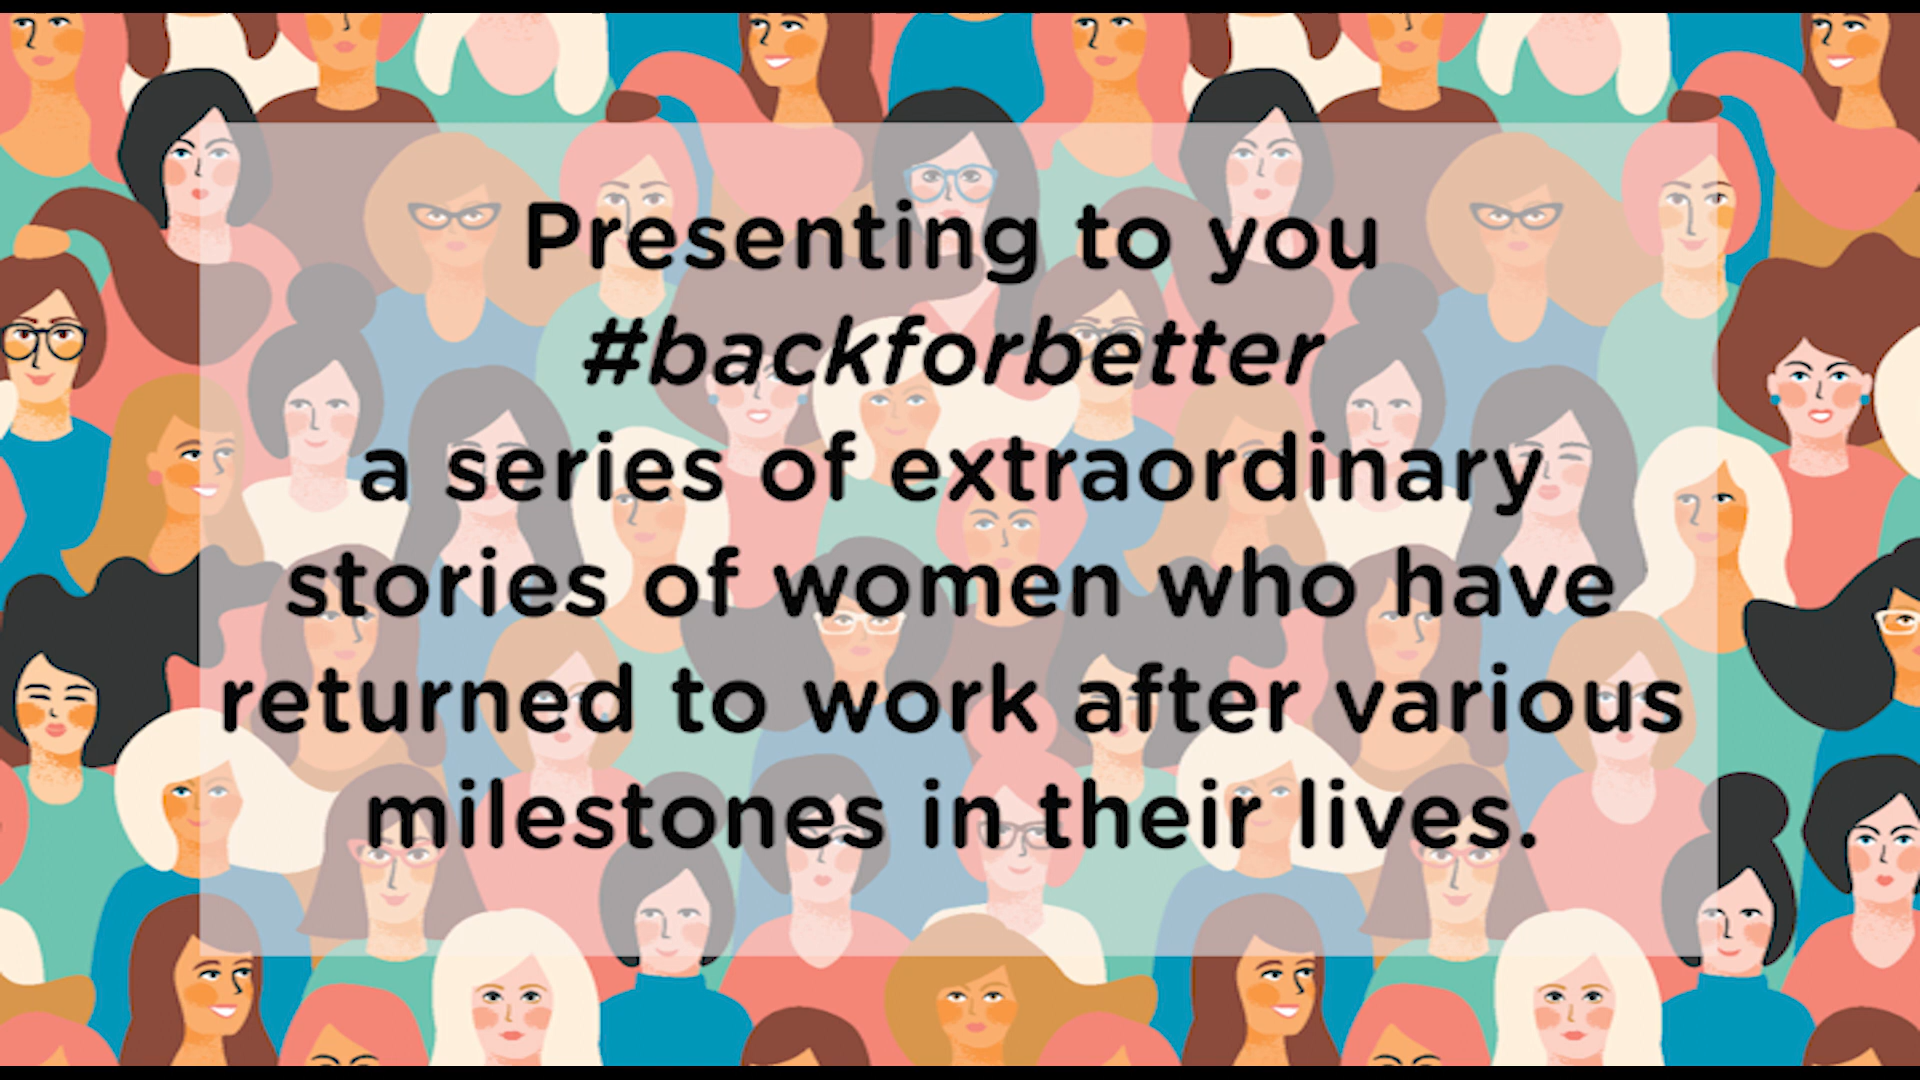 Presenting to you
#backforbetter
a series of extraordinary
stories of women who have
returned to work after various
milestones in their lives.